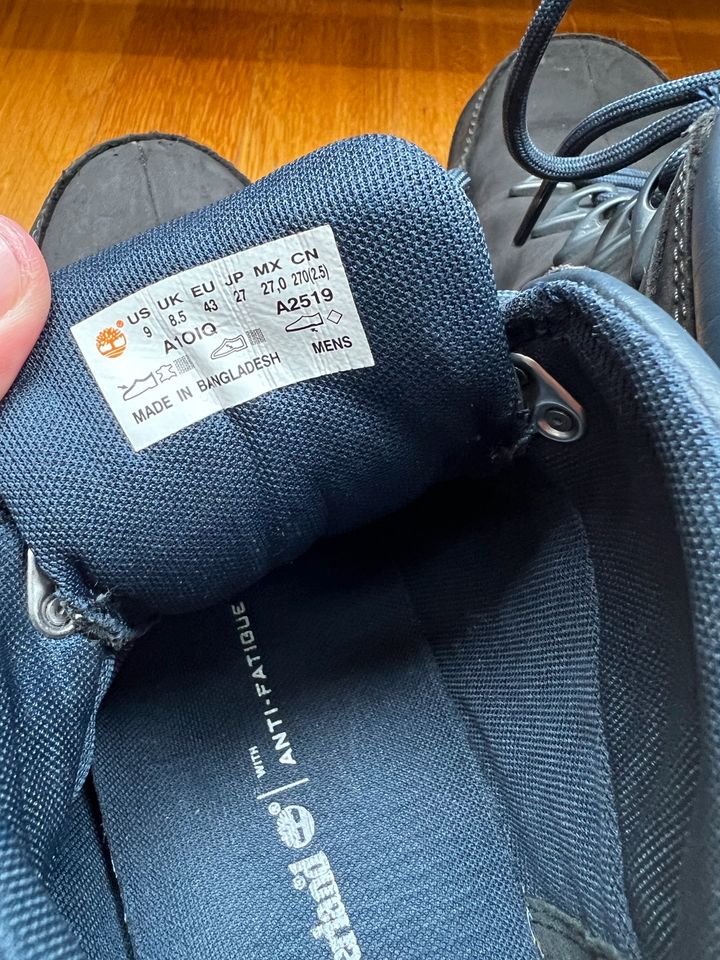 US UK EU JP MX CN
9 8.5 43 27 27,0 270(2.5)
A1OIQ A2519
MADE IN BANGLADESH MENS
WITH
ANTI-FATIGUE